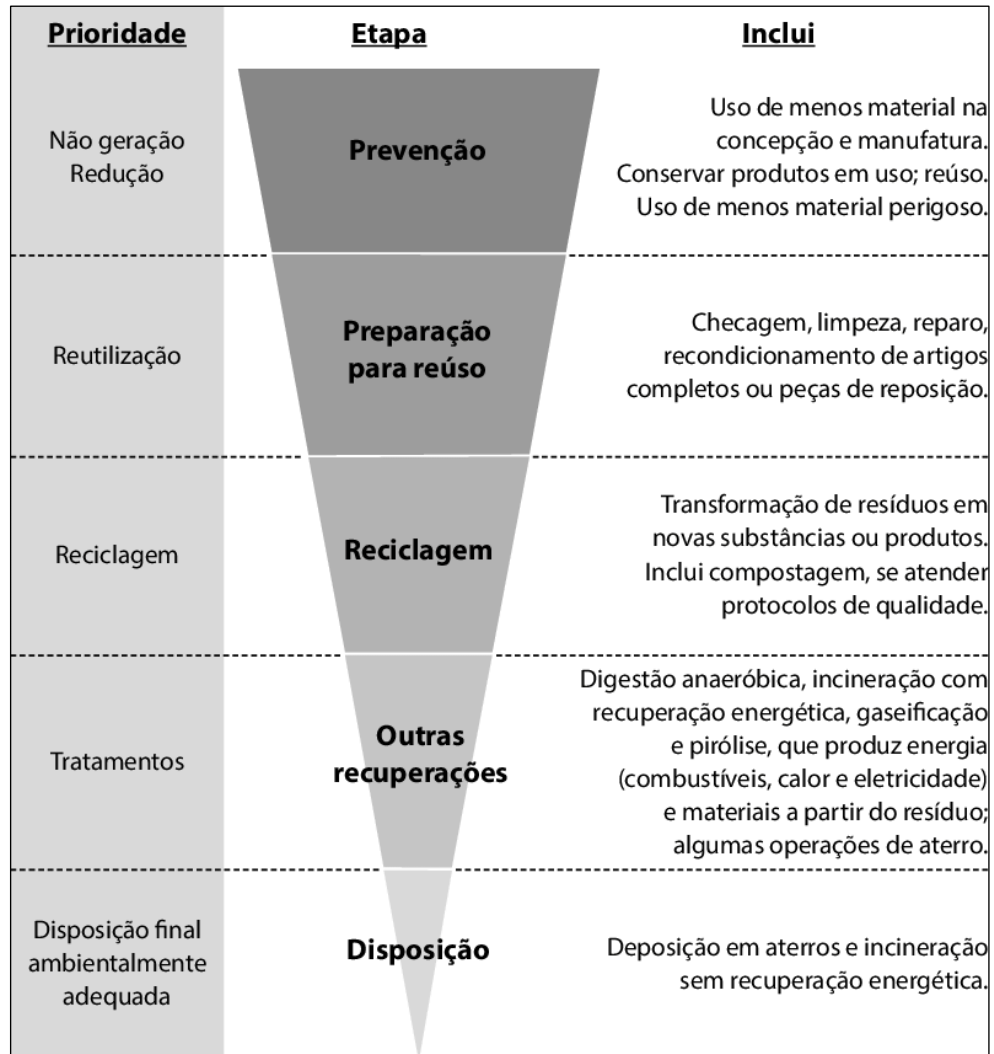 Prioridade
Etapa
Inclui
Não geração
Redução
Prevenção
Uso de menos material na
concepção e manufatura.
Conservar produtos em uso; reúso.
Uso de menos material perigoso.
Reutilização
Preparação
para reúso
Checagem, limpeza, reparo,
recondicionamento de artigos
completos ou peças de reposição.
Reciclagem
Reciclagem
Transformação de resíduos em
novas substâncias ou produtos.
Inclui compostagem, se atender
protocolos de qualidade.
Tratamentos
Outras
recuperações
Digestão anaeróbica, incineração com
recuperação energética, gaseificação
e pirólise, que produz energia
(combustíveis, calor e eletricidade)
e materiais a partir do resíduo;
algumas operações de aterro.
Disposição final
ambientalmente
adequada
Disposição
Deposição em aterros e incineração
sem recuperação energética.